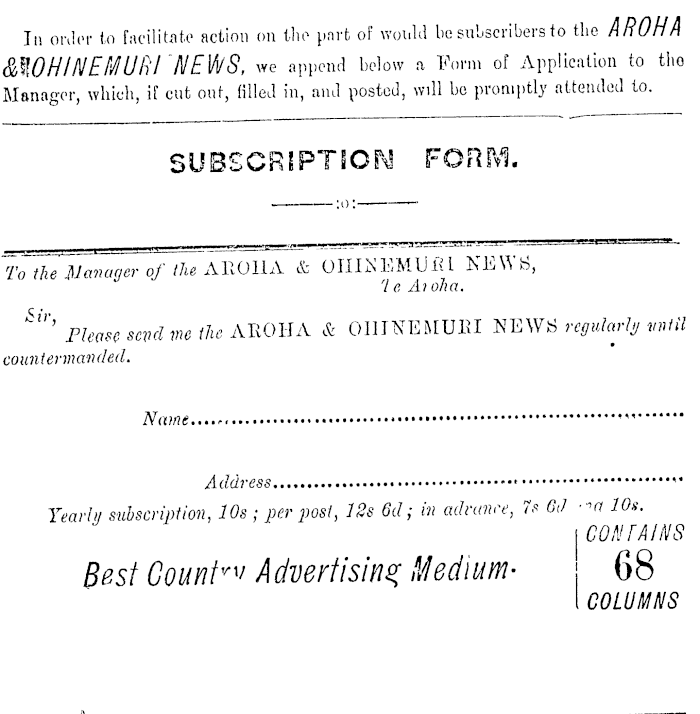 In order to facilitate action on the part of would be subscribers to the AROHA
& OHINEMURI NEWS, we append below a Form of Application to the
Manager, which, if cut out, filled in, and posted, will be promptly attended to.
SUBSCRIPTION FORM.
:o:
To the Manager of the AROHA & OHINEMURI NEWS,
Te Aroha.
Sir,
Please send me the AROHA & OHINEMURI NEWS regularly until
countermanded.
Name
Address
Yearly subscription, 10s ; per post, 12s 6d ; in advance, 7s 6d 10s.
Best Country Advertising Medium.
CONTAINS
68
COLUMNS